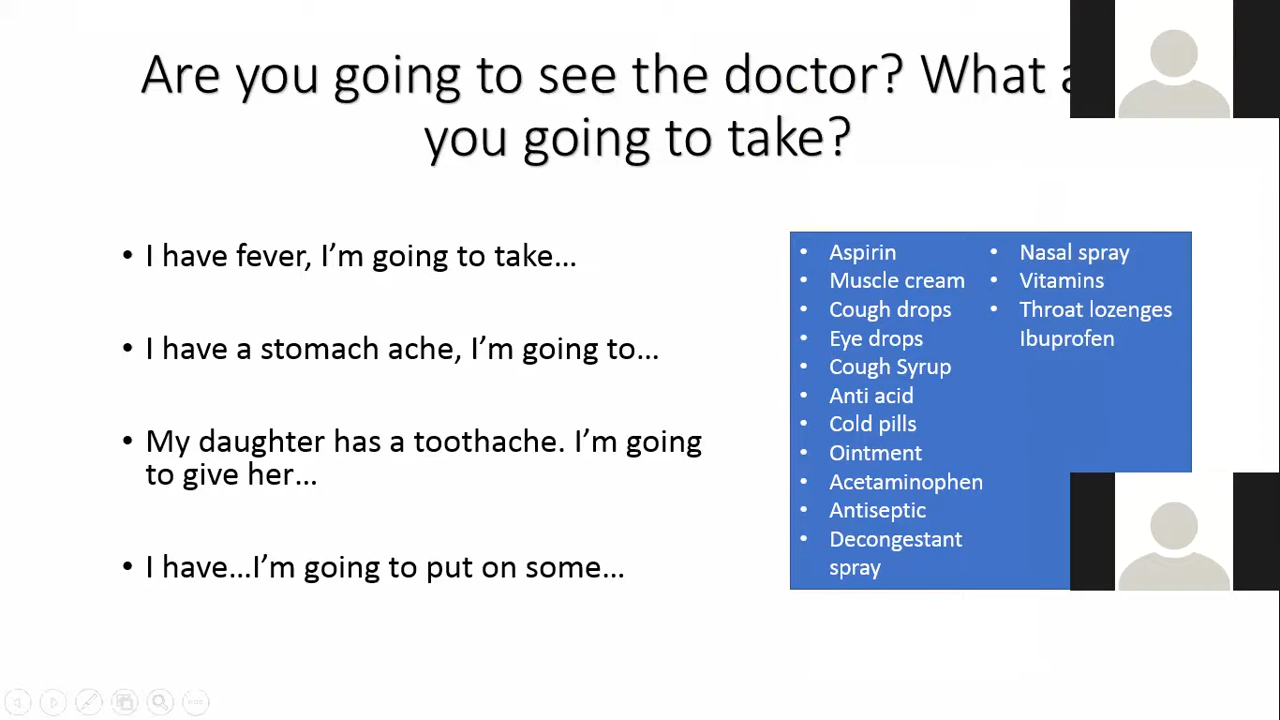 Are you going to see the doctor? What
you going to take?
• I have fever, I’m going to take…
• I have a stomach ache, I’m going to…
• My daughter has a toothache. I’m going
to give her…
• I have…I’m going to put on some…
• Aspirin
• Muscle cream
• Cough drops
• Eye drops
• Cough Syrup
• Anti acid
• Cold pills
• Ointment
• Acetaminophen
• Antiseptic
• Decongestant
spray
• Nasal spray
• Vitamins
• Throat lozenges
Ibuprofen